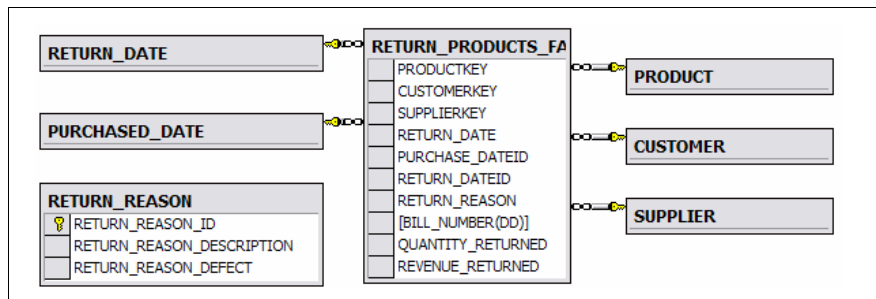 RETURN_DATE
PURCHASED_DATE
RETURN_REASON
RETURN_REASON_ID
RETURN_REASON_DESCRIPTION
RETURN_REASON_DEFECT
RETURN_PRODUCTS_FA
PRODUCTKEY
CUSTOMERKEY
SUPPLIERKEY
RETURN_DATE
PURCHASE_DATEID
RETURN_DATEID
RETURN_REASON
[BILL_NUMBER(DD)]
QUANTITY_RETURNED
REVENUE_RETURNED
PRODUCT
CUSTOMER
SUPPLIER